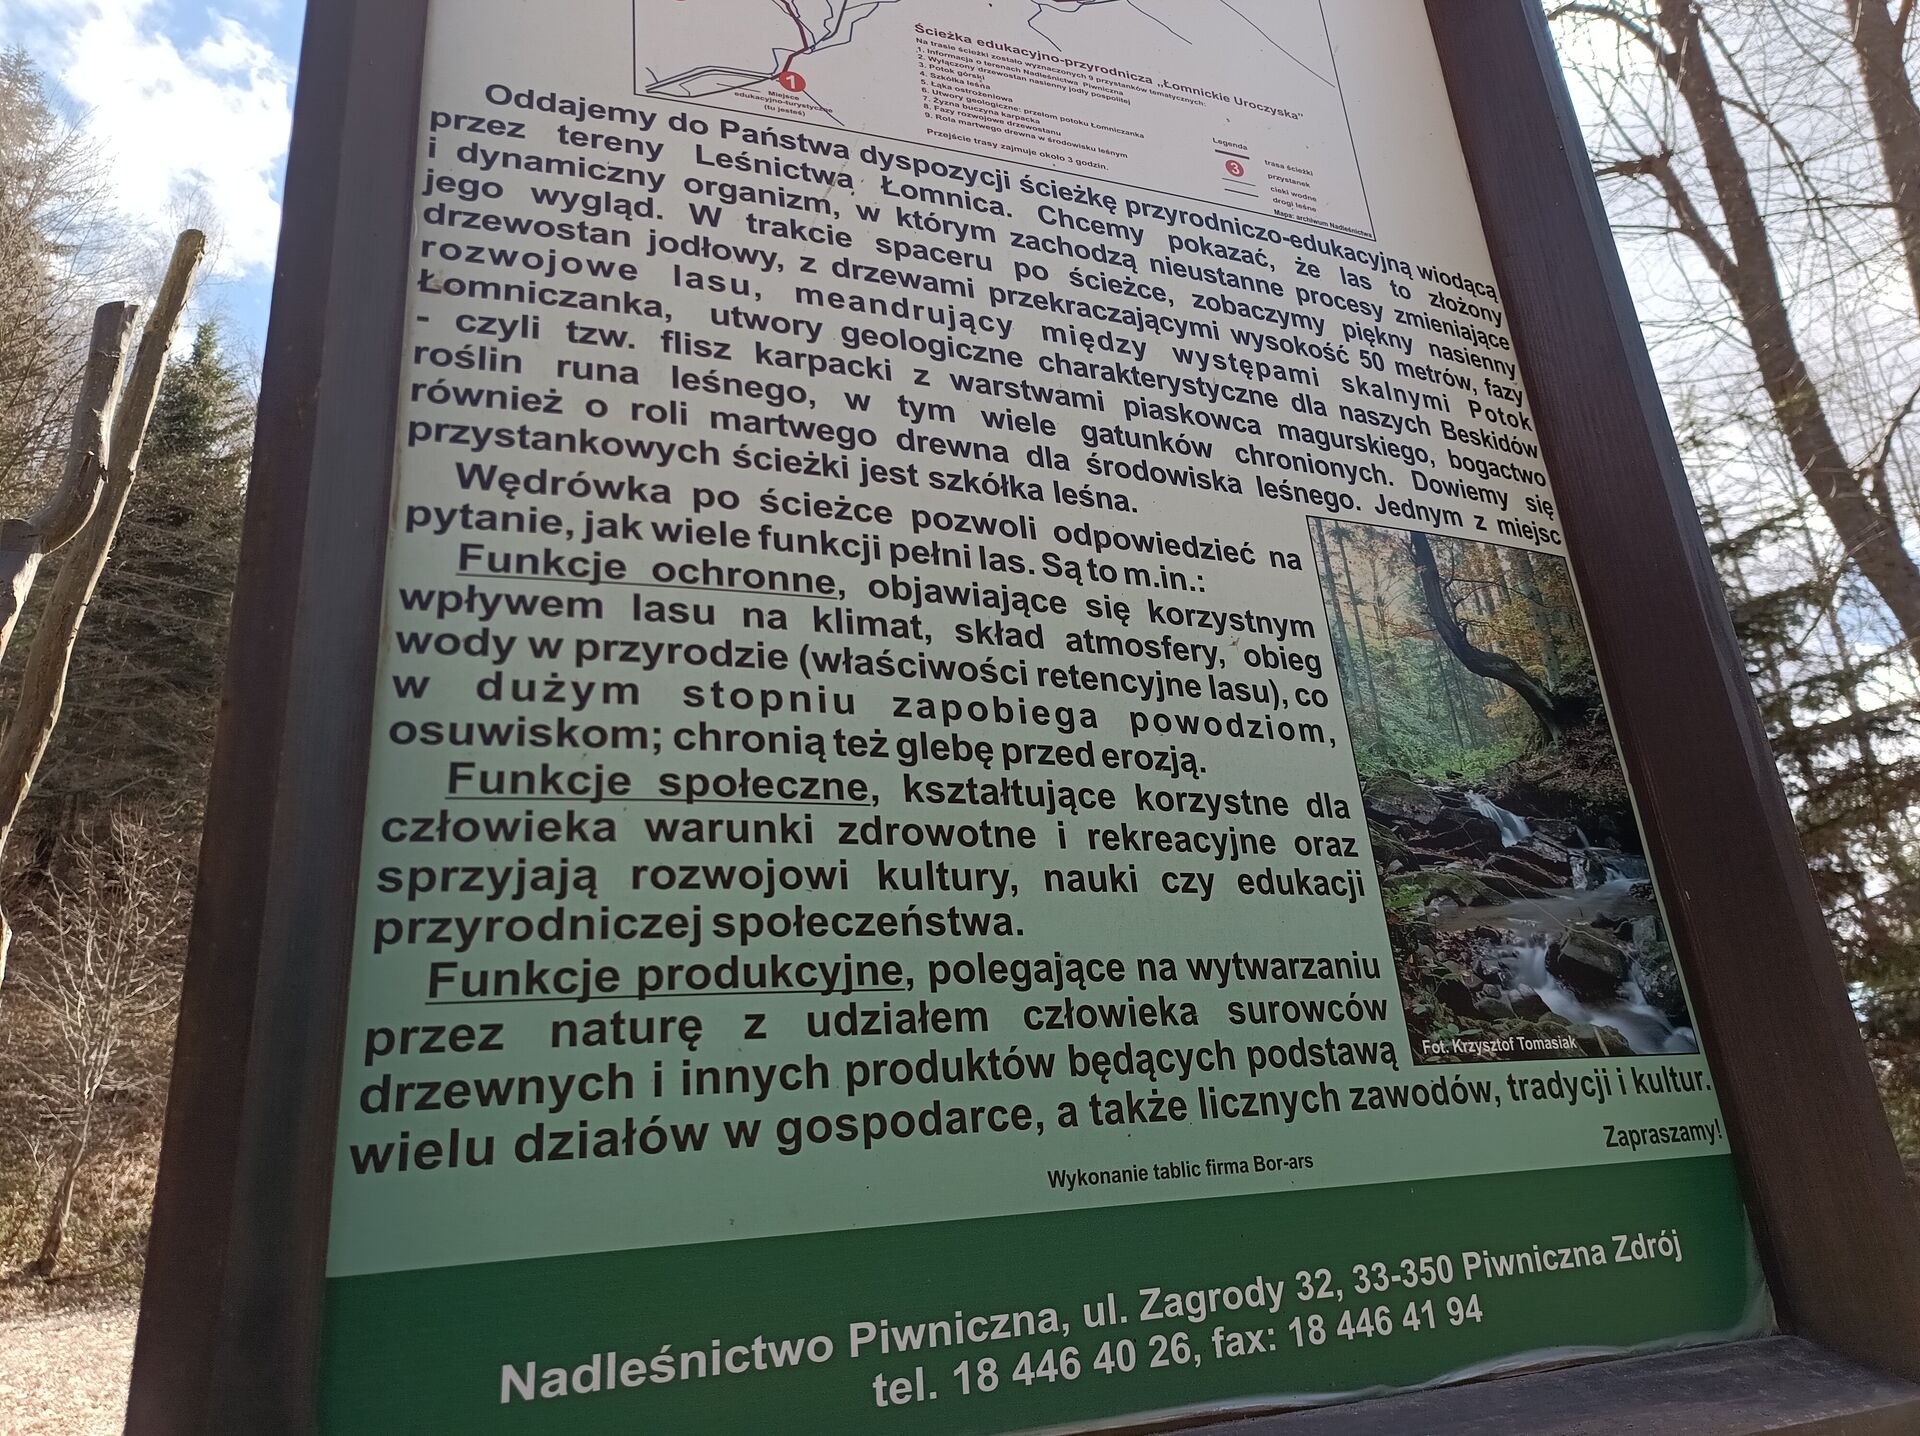 Ścieżka edukacyjno-przyrodnicza „Łomnickie Uroczyska"
Na trasie ścieżki zostało wyznaczonych 9 przystanków tematycznych:
1. Informacja o terenach Nadleśnictwa Piwniczna
2. Wyłączony drzewostan nasienny jodły pospolitej
3. Potok górski
4. Szkółka leśna
5. Łąka ostrożeniowa
6. Utwory geologiczne: przełom potoku Łomniczanka
7. Żyzna buczyna karpacka
8. Fazy rozwojowe drzewostanu
9. Rola martwego drewna w środowisku leśnym
Przejście trasy zajmuje około 3 godzin.
1
Miejsce
edukacyjno-turystyczne
(tu jesteś)
Legenda
trasa ścieżki
3 przystanek
cieki wodne
drogi leśne
Mapa: archiwum Nadleśnictwa
Oddajemy do Państwa dyspozycji ścieżkę przyrodniczo-edukacyjną wiodącą
przez tereny Leśnictwa Łomnica. Chcemy pokazać, że las to złożony
i dynamiczny organizm, w którym zachodzą nieustanne procesy zmieniające
jego wygląd. W trakcie spaceru po ścieżce, zobaczymy piękny nasienny
drzewostan jodłowy, z drzewami przekraczającymi wysokość 50 metrów, fazy
rozwojowe lasu, meandrujący między występami skalnymi Potok
Łomniczanka, utwory geologiczne charakterystyczne dla naszych Beskidów
- czyli tzw. flisz karpacki z warstwami piaskowca magurskiego, bogactwo
roślin runa leśnego, w tym wiele gatunków chronionych. Dowiemy się
również o roli martwego drewna dla środowiska leśnego. Jednym z miejsc
przystankowych ścieżki jest szkółka leśna.
Wędrówka po ścieżce pozwoli odpowiedzieć na
pytanie, jak wiele funkcji pełni las. Są to m.in.:
Funkcje ochronne, objawiające się korzystnym
wpływem lasu na klimat, skład atmosfery, obieg
wody w przyrodzie (właściwości retencyjne lasu), co
w dużym stopniu zapobiega powodziom,
osuwiskom; chronią też glebę przed erozją.
Funkcje społeczne, kształtujące korzystne dla
człowieka warunki zdrowotne i rekreacyjne oraz
sprzyjają rozwojowi kultury, nauki czy edukacji
przyrodniczej społeczeństwa.
Funkcje produkcyjne, polegające na wytwarzaniu
przez naturę z udziałem człowieka surowców
drzewnych i innych produktów będących podstawą
wielu działów w gospodarce, a także licznych zawodów, tradycji i kultur.
Fot. Krzysztof Tomasiak
Zapraszamy!
Wykonanie tablic firma Bor-ars
Nadleśnictwo Piwniczna, ul. Zagrody 32, 33-350 Piwniczna Zdrój
tel. 18 446 40 26, fax: 18 446 41 94